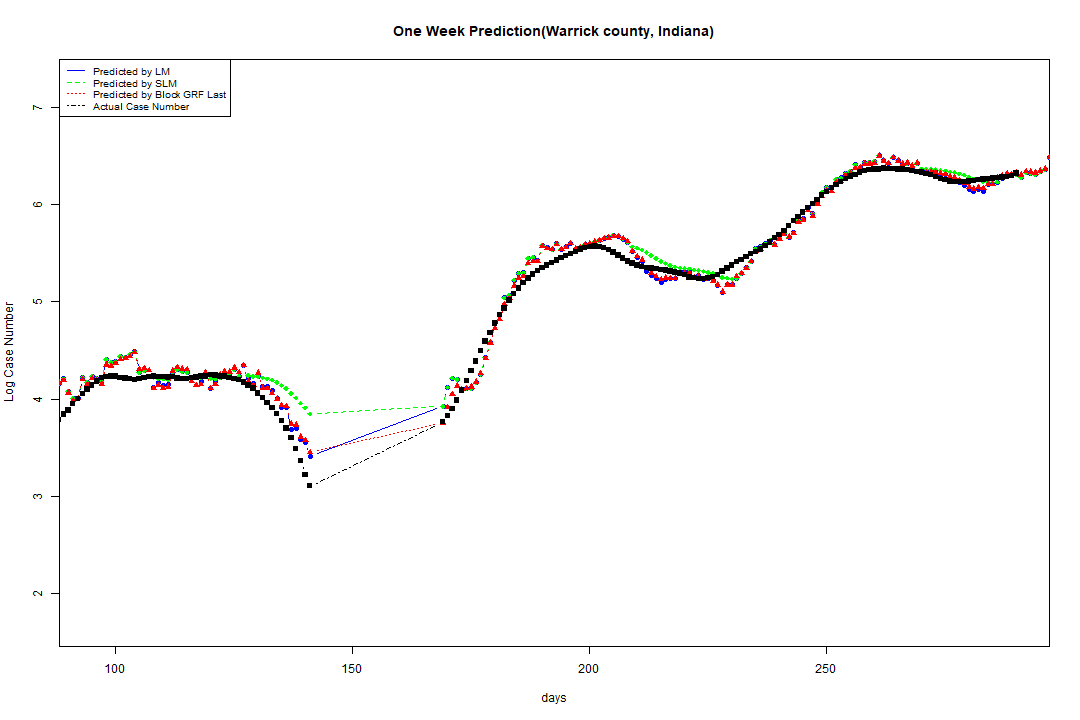 One Week Prediction(Warrick county, Indiana)
Predicted by LM
Predicted by SLM
Predicted by Block GRF Last
Actual Case Number
Log Case Number
7
6
5
4
3
2
100 150 200 250
days